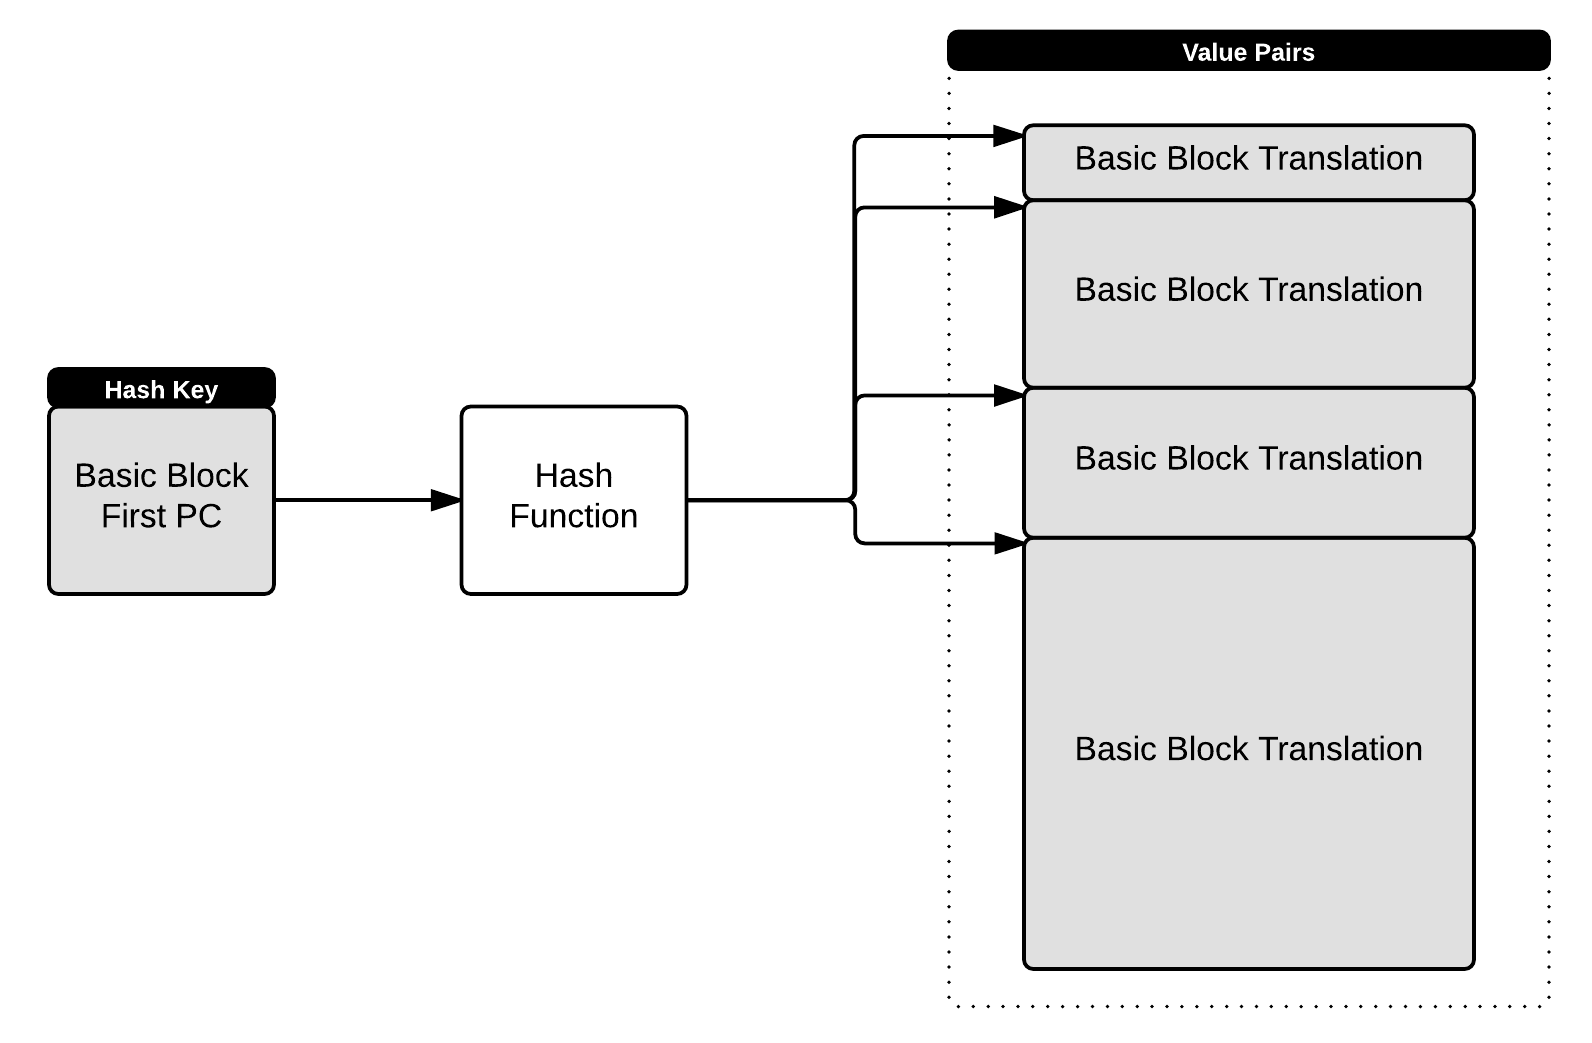 Value Pairs
Basic Block Translation
Basic Block Translation
Hash Key
Basic Block
First PC
Hash
Function
Basic Block Translation
Basic Block Translation